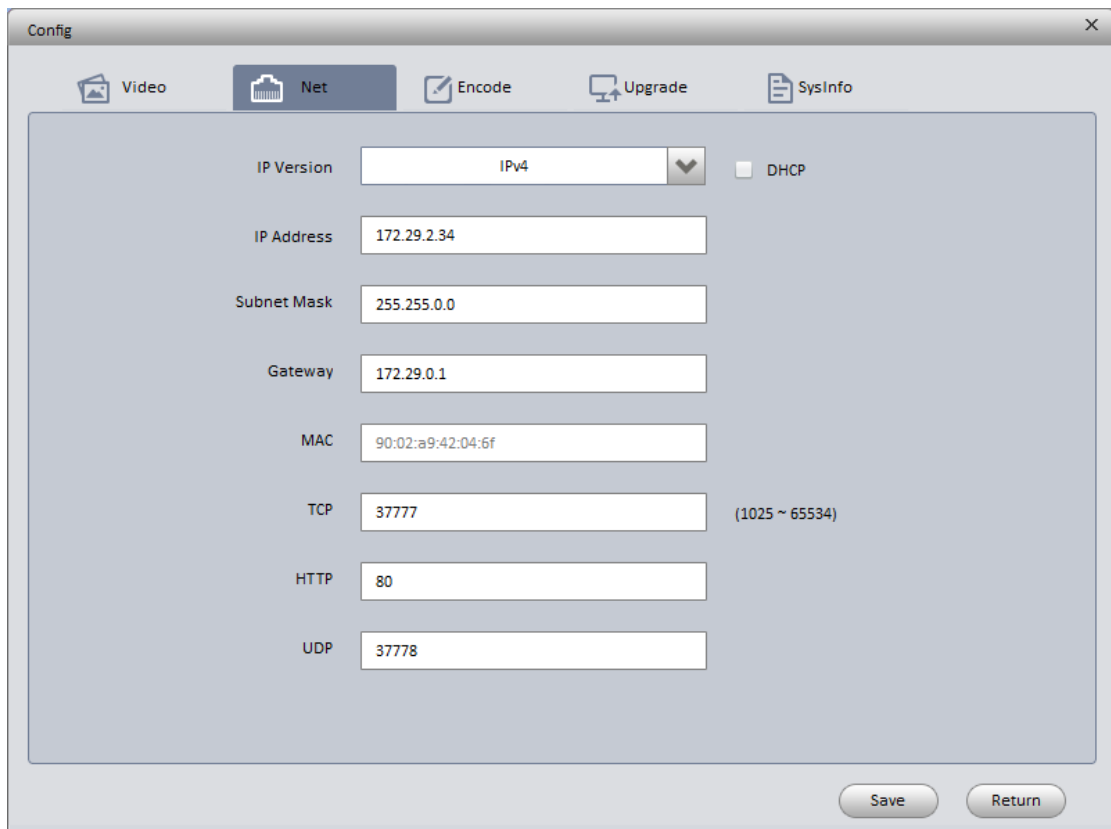 Config
Video Net Encode Upgrade SysInfo
IP Version IPv4 DHCP
IP Address 172.29.2.34
Subnet Mask 255.255.0.0
Gateway 172.29.0.1
MAC 90:02:a9:42:04:6f
TCP 37777 (1025 ~ 65534)
HTTP 80
UDP 37778
Save Return